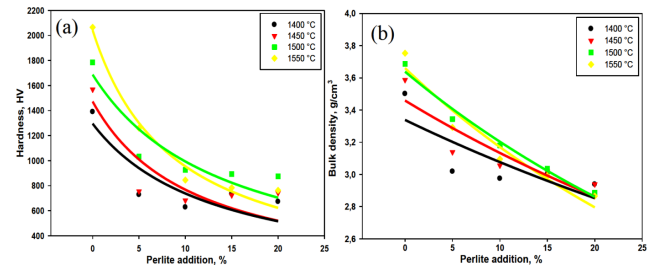 (a)
1400 °C
1450 °C
1500 °C
1550 °C
Hardness, HV
2200
2000
1800
1600
1400
1200
1000
800
600
400
0
5
10
15
20
Perlite addition, %
(b)
1400 °C
1450 °C
1500 °C
1550 °C
Bulk density, g/cm³
4,0
3,8
3,6
3,4
3,2
3,0
2,8
2,6
0
5
10
15
20
Perlite addition, %